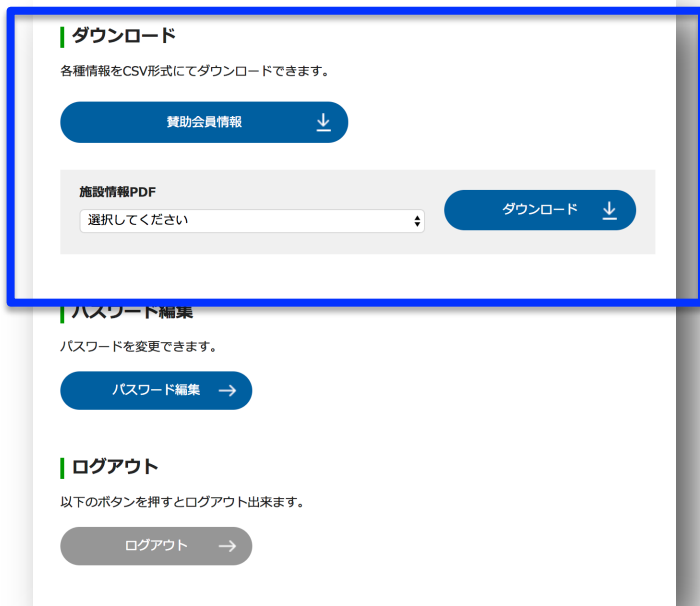 ダウンロード
各種情報をCSV形式にてダウンロードできます。
賛助会員情報
施設情報PDF
選択してください
ダウンロード
パスワード編集
パスワードを変更できます。
パスワード編集
ログアウト
以下のボタンを押すとログアウト出来ます。
ログアウト